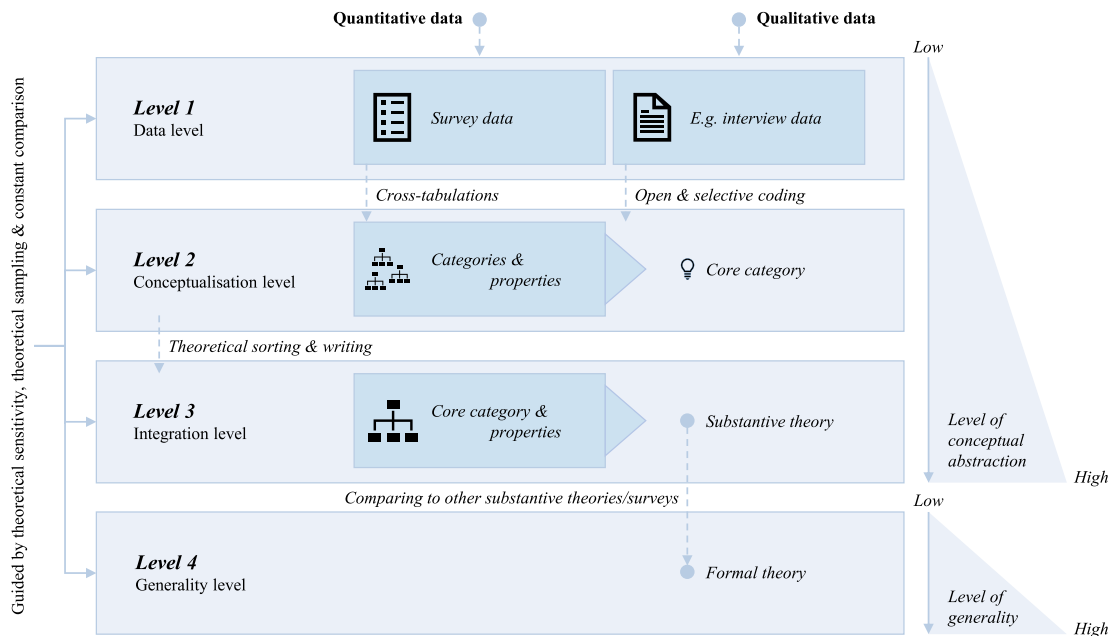 Quantitative data
Qualitative data
Low
Level 1
Data level
Survey data
E.g. interview data
Cross-tabulations
Open & selective coding
Level 2
Conceptualisation level
Categories &
properties
Core category
Theoretical sorting & writing
Level 3
Integration level
Core category &
properties
Substantive theory
Level of
conceptual
abstraction
High
Comparing to other substantive theories/surveys
Low
Level 4
Generality level
Formal theory
Level of
generality
High
Guided by theoretical sensitivity, theoretical sampling & constant comparison